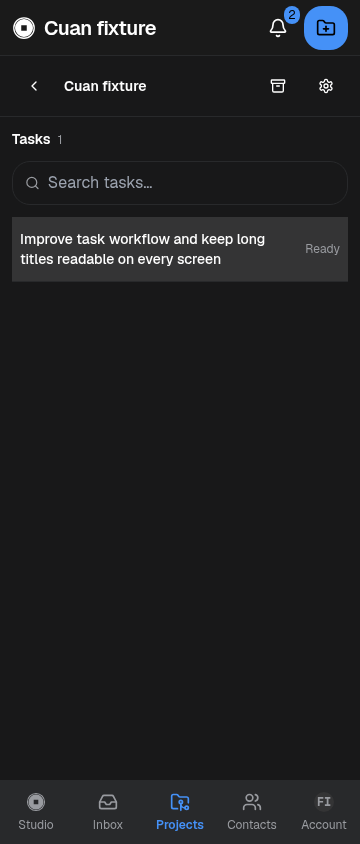 Cuan fixture
2
Cuan fixture
Tasks 1
Search tasks...
Improve task workflow and keep long
titles readable on every screen
Ready
FI
Studio
Inbox
Projects
Contacts
Account